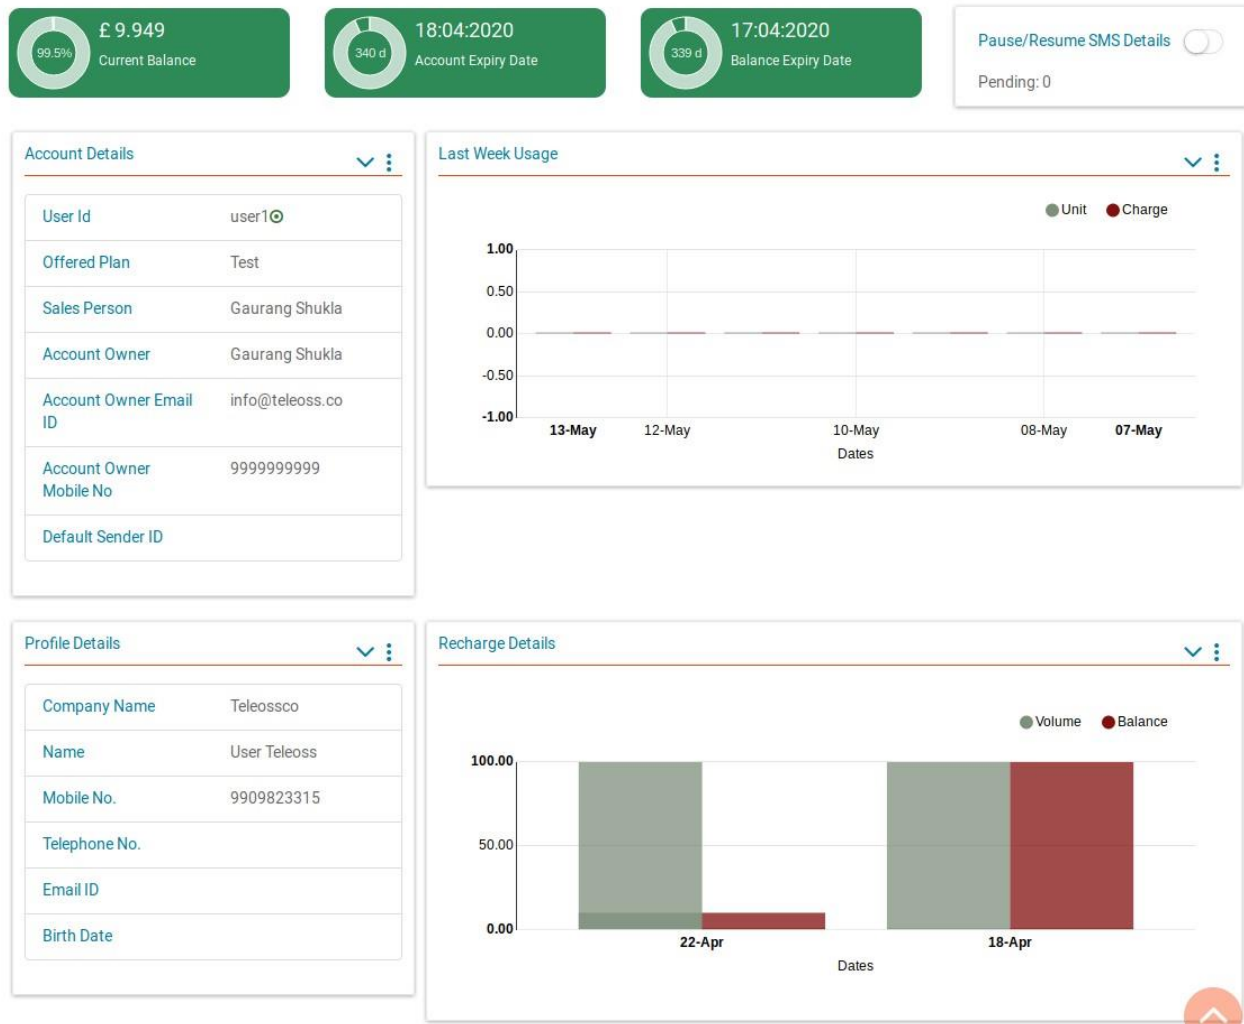 99.5%
£ 9.949
Current Balance
340 d
18:04:2020
Account Expiry Date
339 d
17:04:2020
Balance Expiry Date
Pause/Resume SMS Details
Pending: 0
Account Details
User Id user1
Offered Plan Test
Sales Person Gaurang Shukla
Account Owner Gaurang Shukla
Account Owner Email info@teleoss.co
ID
Account Owner 9999999999
Mobile No
Default Sender ID
Last Week Usage
Unit Charge
1.00
0.50
0.00
-0.50
-1.00
13-May 12-May 10-May 08-May 07-May
Dates
Profile Details
Company Name Teleossco
Name User Teleoss
Mobile No. 9909823315
Telephone No.
Email ID
Birth Date
Recharge Details
Volume Balance
100.00
50.00
0.00
22-Apr 18-Apr
Dates